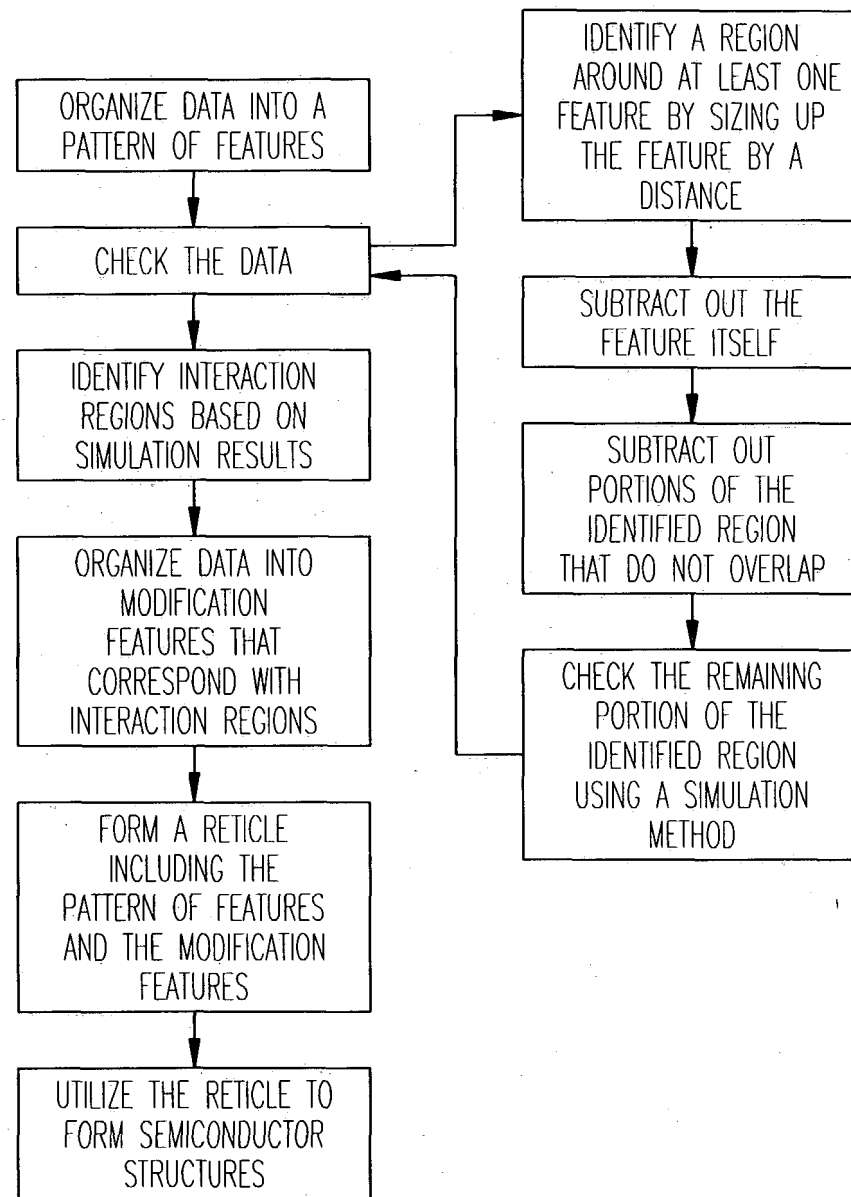 ORGANIZE DATA INTO A
PATTERN OF FEATURES
CHECK THE DATA
IDENTIFY INTERACTION
REGIONS BASED ON
SIMULATION RESULTS
ORGANIZE DATA INTO
MODIFICATION
FEATURES THAT
CORRESPOND WITH
INTERACTION REGIONS
FORM A RETICLE
INCLUDING THE
PATTERN OF FEATURES
AND THE MODIFICATION
FEATURES
UTILIZE THE RETICLE TO
FORM SEMICONDUCTOR
STRUCTURES
IDENTIFY A REGION
AROUND AT LEAST ONE
FEATURE BY SIZING UP
THE FEATURE BY A
DISTANCE
SUBTRACT OUT THE
FEATURE ITSELF
SUBTRACT OUT
PORTIONS OF THE
IDENTIFIED REGION
THAT DO NOT OVERLAP
CHECK THE REMAINING
PORTION OF THE
IDENTIFIED REGION
USING A SIMULATION
METHOD